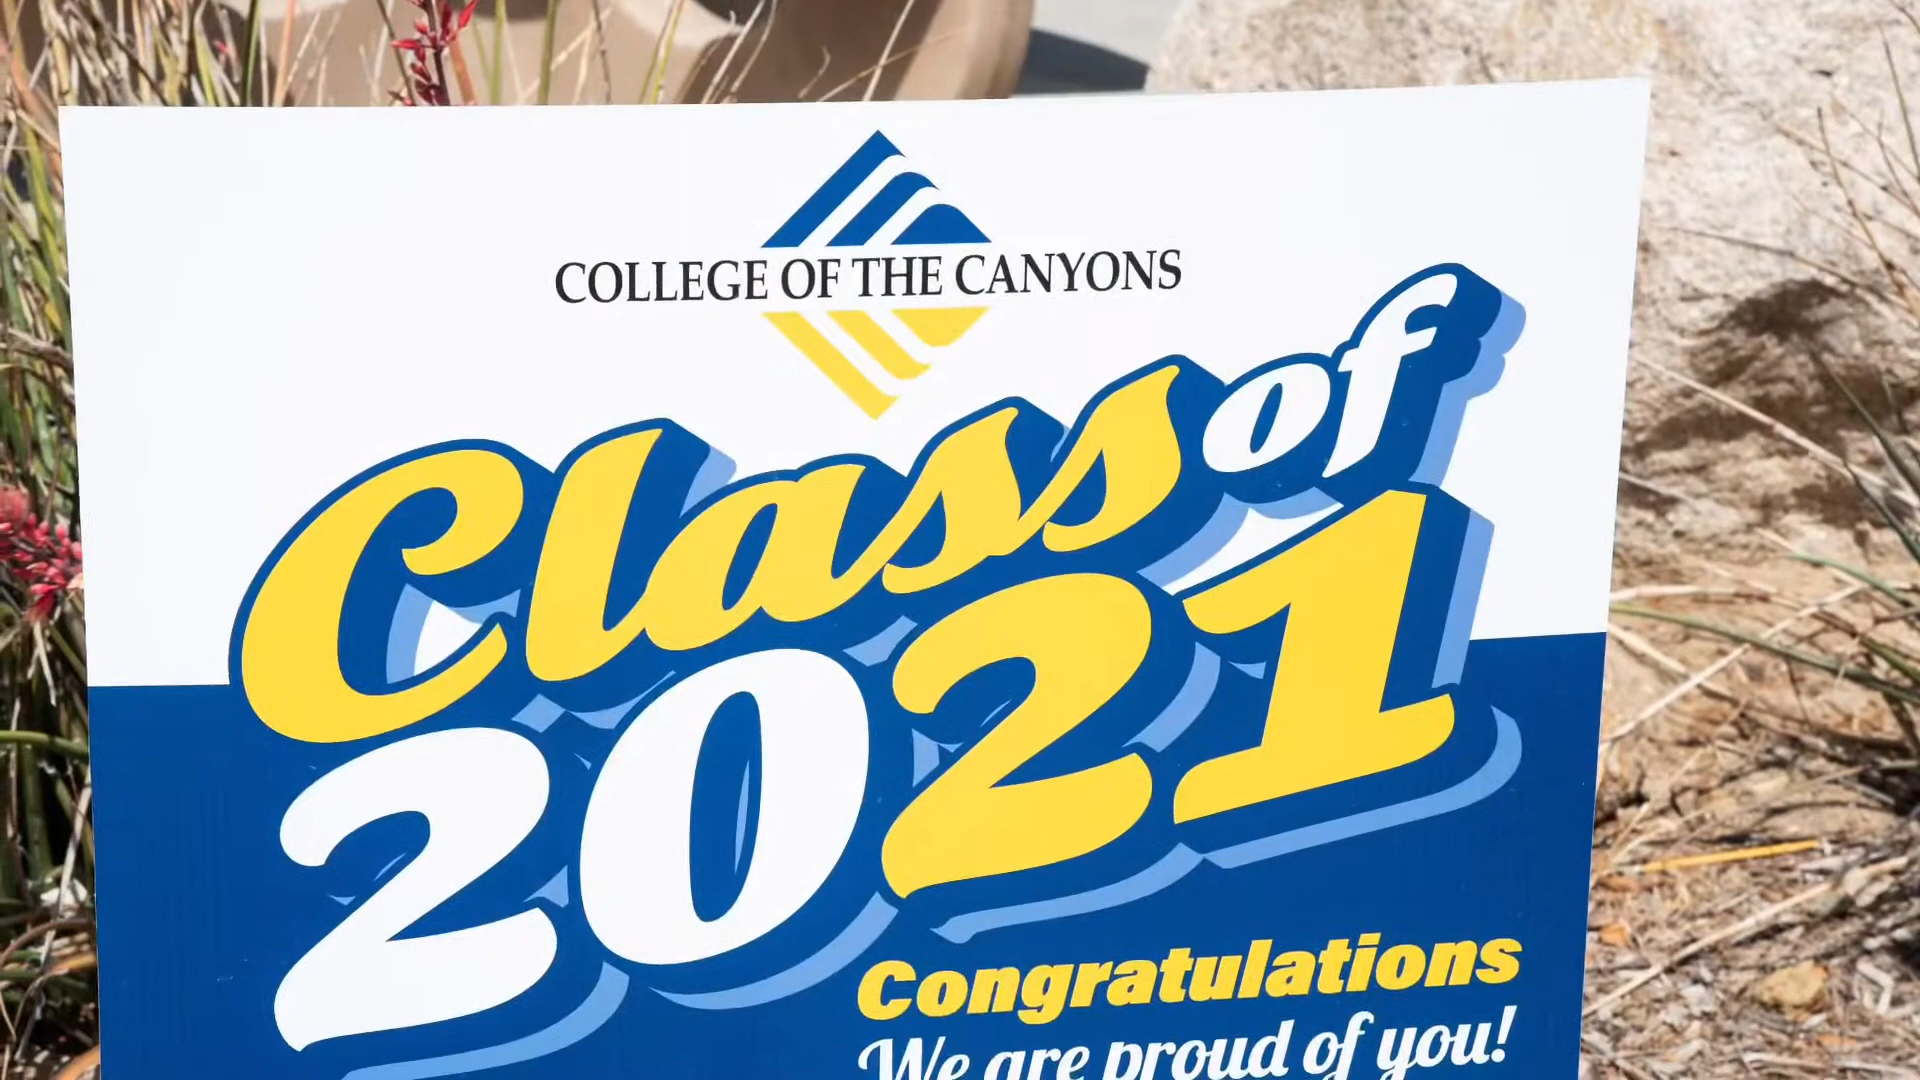 COLLEGE OF THE CANYONS
Class of
2021
Congratulations
We are proud of you!